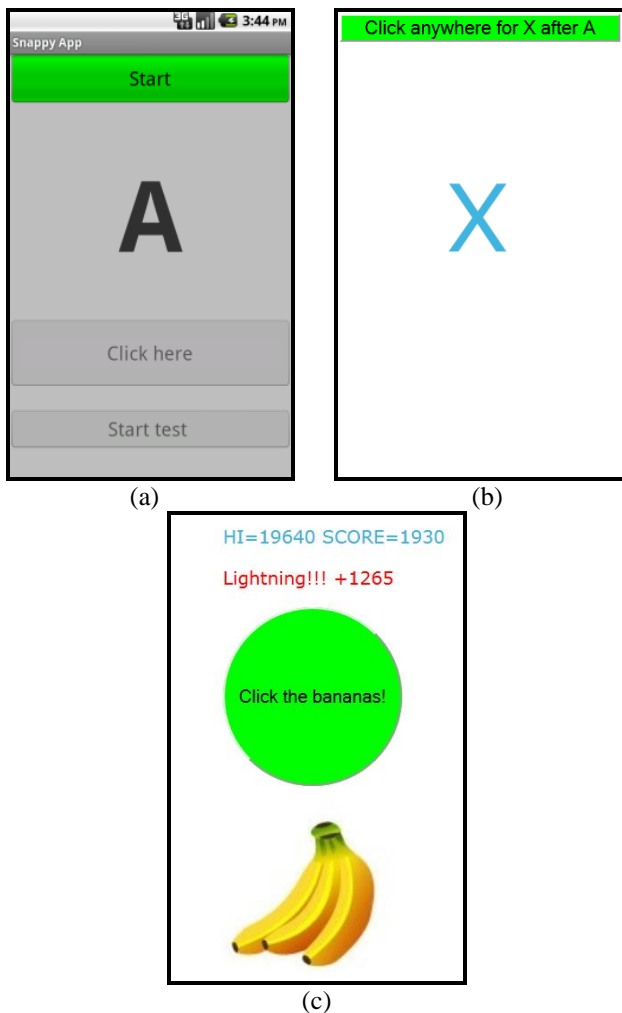 3G 3:44 PM
Snappy App
Start
A
Click here
Start test
Click anywhere for X after A
X
(a)
(b)
HI=19640 SCORE=1930
Lightning!!! +1265
Click the bananas!
(c)